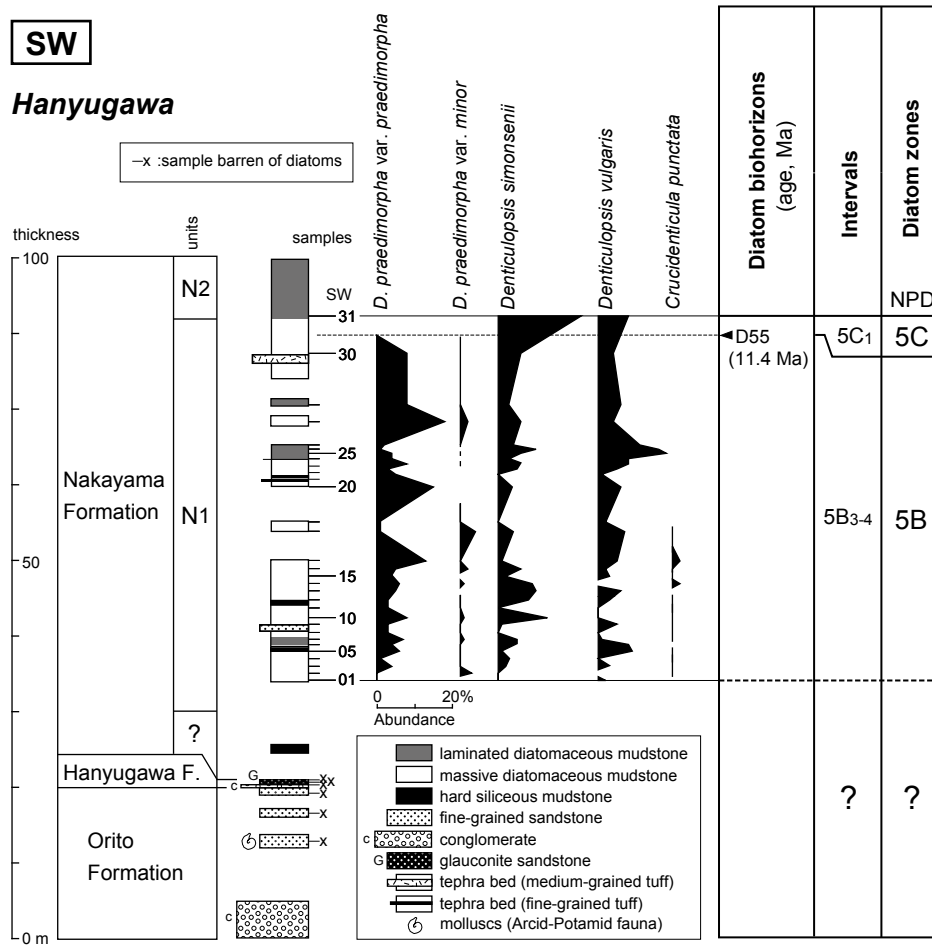 SW
Hanyugawa
–x :sample barren of diatoms
thickness
units
samples
D. praedimorpha var. praedimorpha
D. praedimorpha var. minor
Denticulopsis simonsenii
Denticulopsis vulgaris
Crucidenticula punctata
Diatom biohorizons
(age, Ma)
Intervals
Diatom zones
NPD
100
N2
SW
31
30
25
20
15
10
05
01
D55
(11.4 Ma)
5C1
5C
Nakayama
Formation
N1
50
5B3-4
5B
0 20%
Abundance
?
Hanyugawa F.
G
c
x
xx
x
x
x
x
Orito
Formation
c
0 m
?
?
laminated diatomaceous mudstone
massive diatomaceous mudstone
hard siliceous mudstone
fine-grained sandstone
c conglomerate
G glauconite sandstone
tephra bed (medium-grained tuff)
tephra bed (fine-grained tuff)
molluscs (Arcid-Potamid fauna)